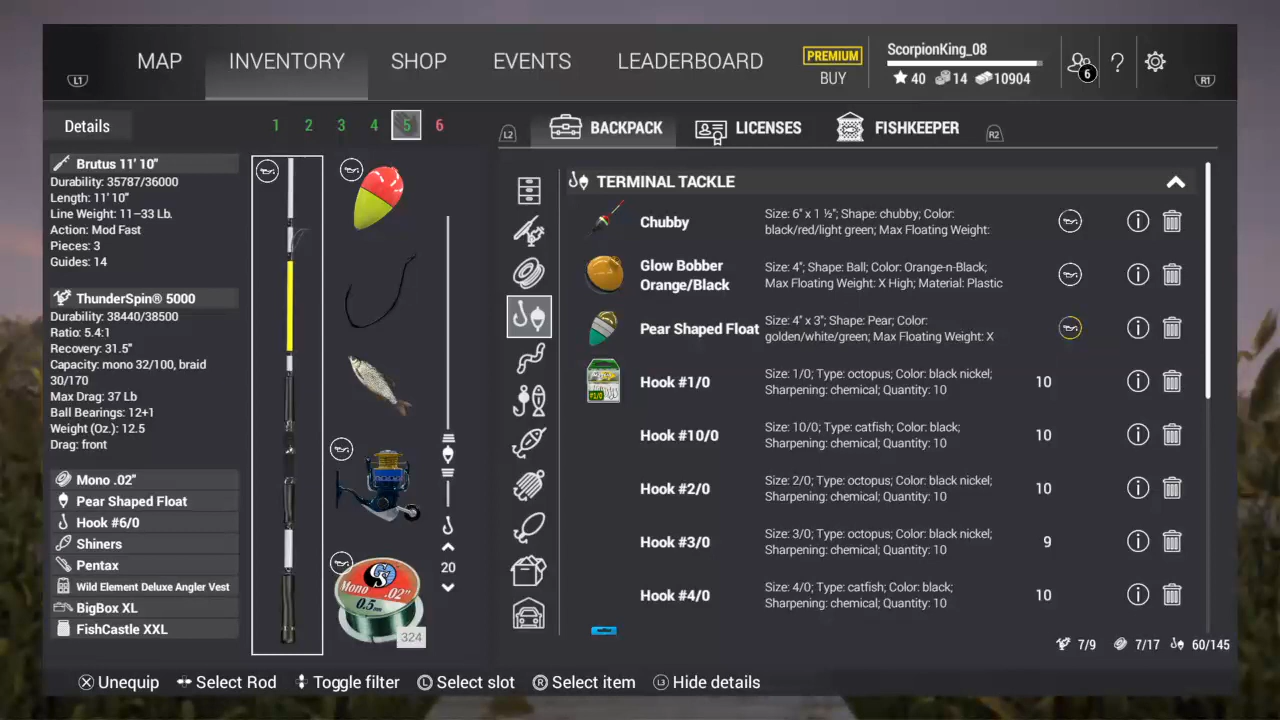 MAP
INVENTORY
SHOP
EVENTS
LEADERBOARD
PREMIUM
BUY
ScorpionKing_08
40 14 10904
6
?
L1
R1
Details
1 2 3 4 5 6
L2
BACKPACK
LICENSES
FISHKEEPER
R2
Brutus 11' 10"
Durability: 35787/36000
Length: 11' 10"
Line Weight: 11–33 Lb.
Action: Mod Fast
Pieces: 3
Guides: 14
ThunderSpin® 5000
Durability: 38440/38500
Ratio: 5.4:1
Recovery: 31.5"
Capacity: mono 32/100, braid
30/170
Max Drag: 37 Lb
Ball Bearings: 12+1
Weight (Oz.): 12.5
Drag: front
Mono .02"
Pear Shaped Float
Hook #6/0
Shiners
Pentax
Wild Element Deluxe Angler Vest
BigBox XL
FishCastle XXL
Mono .02"
0.5mm
324
20
TERMINAL TACKLE
Chubby
Size: 6" x 1 ½"; Shape: chubby; Color:
black/red/light green; Max Floating Weight:
Glow Bobber
Orange/Black
Size: 4"; Shape: Ball; Color: Orange-n-Black;
Max Floating Weight: X High; Material: Plastic
Pear Shaped Float
Size: 4" x 3"; Shape: Pear; Color:
golden/white/green; Max Floating Weight: X
#1/0
Hook #1/0
Size: 1/0; Type: octopus; Color: black nickel;
Sharpening: chemical; Quantity: 10
10
Hook #10/0
Size: 10/0; Type: catfish; Color: black;
Sharpening: chemical; Quantity: 10
10
Hook #2/0
Size: 2/0; Type: octopus; Color: black nickel;
Sharpening: chemical; Quantity: 10
10
Hook #3/0
Size: 3/0; Type: octopus; Color: black nickel;
Sharpening: chemical; Quantity: 10
9
Hook #4/0
Size: 4/0; Type: catfish; Color: black;
Sharpening: chemical; Quantity: 10
10
7/9 7/17 60/145
X Unequip
Select Rod
Toggle filter
L Select slot
R Select item
L3 Hide details